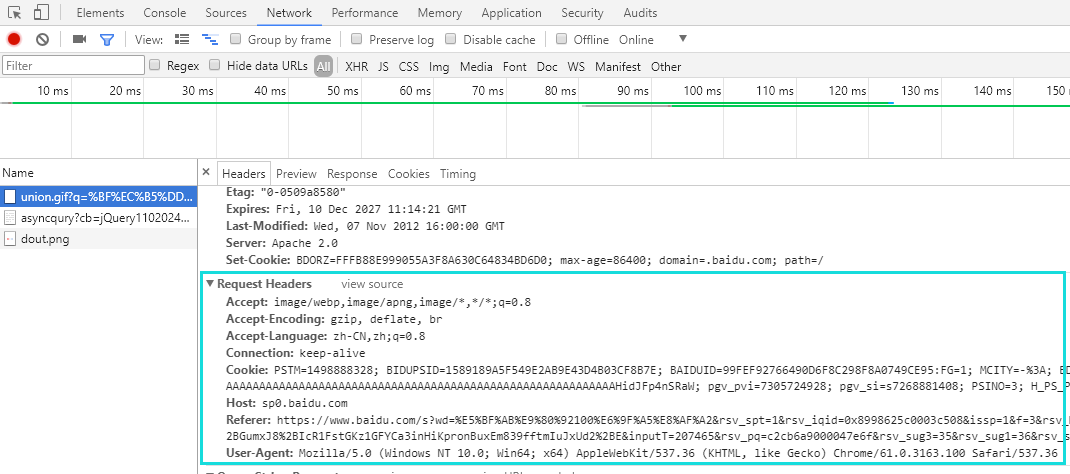 Elements Console Sources Network Performance Memory Application Security Audits
View: Group by frame Preserve log Disable cache Offline Online
Filter Regex Hide data URLs All XHR JS CSS Img Media Font Doc WS Manifest Other
10 ms 20 ms 30 ms 40 ms 50 ms 60 ms 70 ms 80 ms 90 ms 100 ms 110 ms 120 ms 130 ms 140 ms 150
Name
union.gif?q=%BF%EC%B5%DD...
asyncqury?cb=jQuery1102024...
dout.png
× Headers Preview Response Cookies Timing
Etag: "0-0509a8580"
Expires: Fri, 10 Dec 2027 11:14:21 GMT
Last-Modified: Wed, 07 Nov 2012 16:00:00 GMT
Server: Apache 2.0
Set-Cookie: BDORZ=FFFB88E999055A3F8A630C64834BD6D0; max-age=86400; domain=.baidu.com; path=/
Request Headers view source
Accept: image/webp,image/apng,image/*,*/*;q=0.8
Accept-Encoding: gzip, deflate, br
Accept-Language: zh-CN,zh;q=0.8
Connection: keep-alive
Cookie: PSTM=1498888328; BIDUPSID=1589189A5F549E2AB9E43D4B03CF8B7E; BAIDUID=99FEF92766490D6F8C298F8A0749CE95:FG=1; MCITY=-%3A;
AAAAAAAAAAAAAAAAAAAAAAAAAAAAAAAAAAAAAAAAAAAAAAAAAAAAAAAAAAAHidJFp4nSRaW; pgv_pvi=7305724928; pgv_si=s7268881408; PSINO=3; H_PS_P
Host: sp0.baidu.com
Referer: https://www.baidu.com/s?wd=%E5%BF%AB%E9%80%92100%E6%9F%A5%E8%AF%A2&rsv_spt=1&rsv_iqid=0x8998625c0003c508&issp=1&f=3&rsv_
2BGumxJ8%2BIcR1FstGKz1GFYCa3inHiKpronBuxEm839fftmIuJxUd2%2BE&inputT=207465&rsv_pq=c2cb6a9000047e6f&rsv_sug3=35&rsv_sug1=36&rsv_s
User-Agent: Mozilla/5.0 (Windows NT 10.0; Win64; x64) AppleWebKit/537.36 (KHTML, like Gecko) Chrome/61.0.3163.100 Safari/537.36